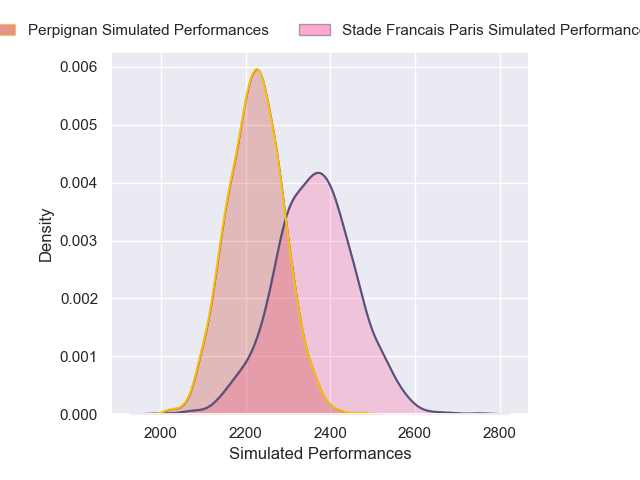 Perpignan Simulated Performances Stade Francais Paris Simulated Performance
0.006
0.005
0.004
0.003
0.002
0.001
0.000
Density
2000 2200 2400 2600 2800
Simulated Performances